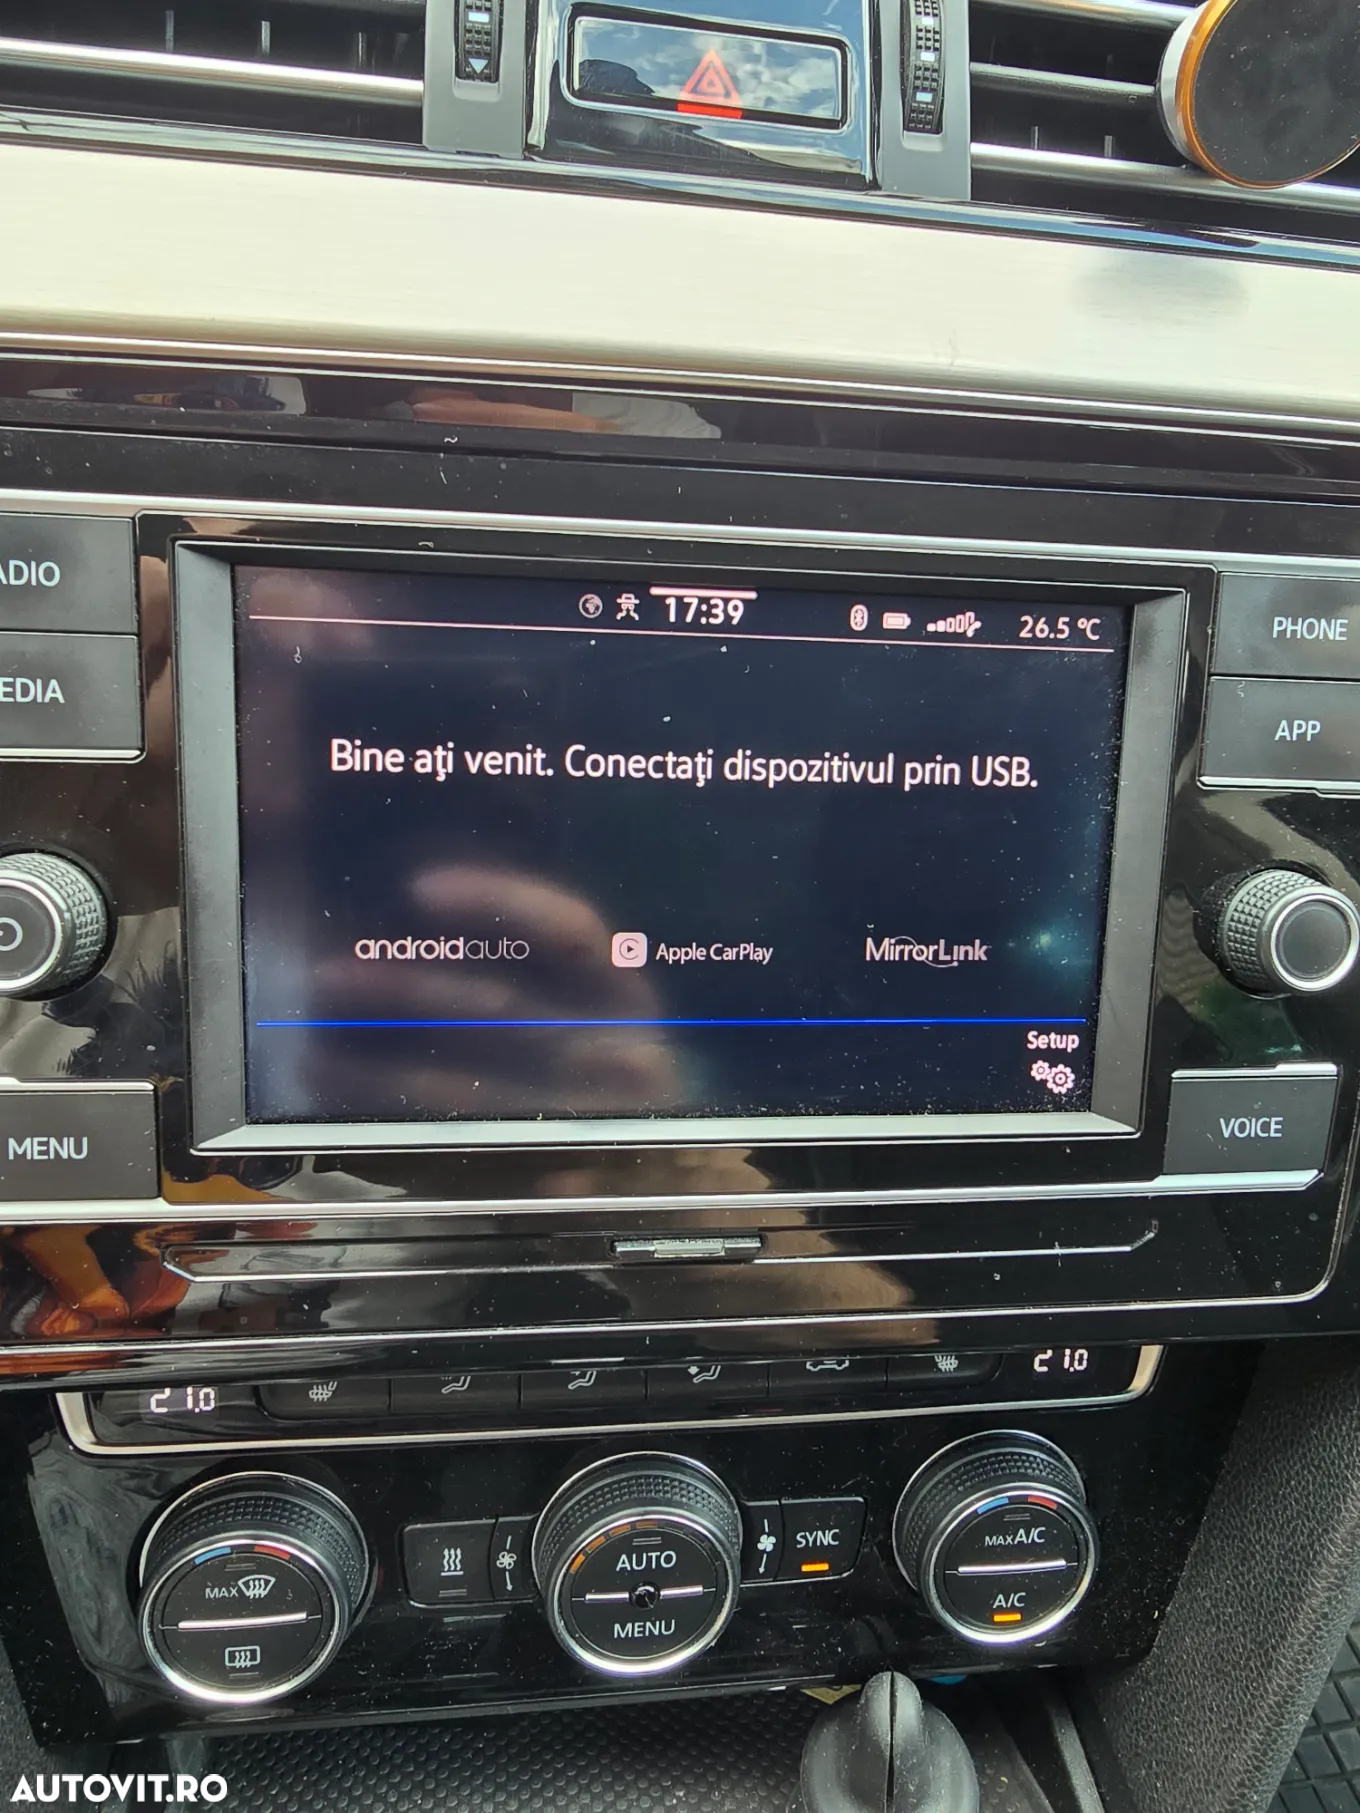 ADIO
EDIA
MENU
17:39
26.5 °C
Bine aţi venit. Conectaţi dispozitivul prin USB.
androidauto
Apple CarPlay
MirrorLink
Setup
PHONE
APP
VOICE
21.0
21.0
MAX
AUTO
MENU
SYNC
MAX A/C
A/C
AUTOVIT.RO